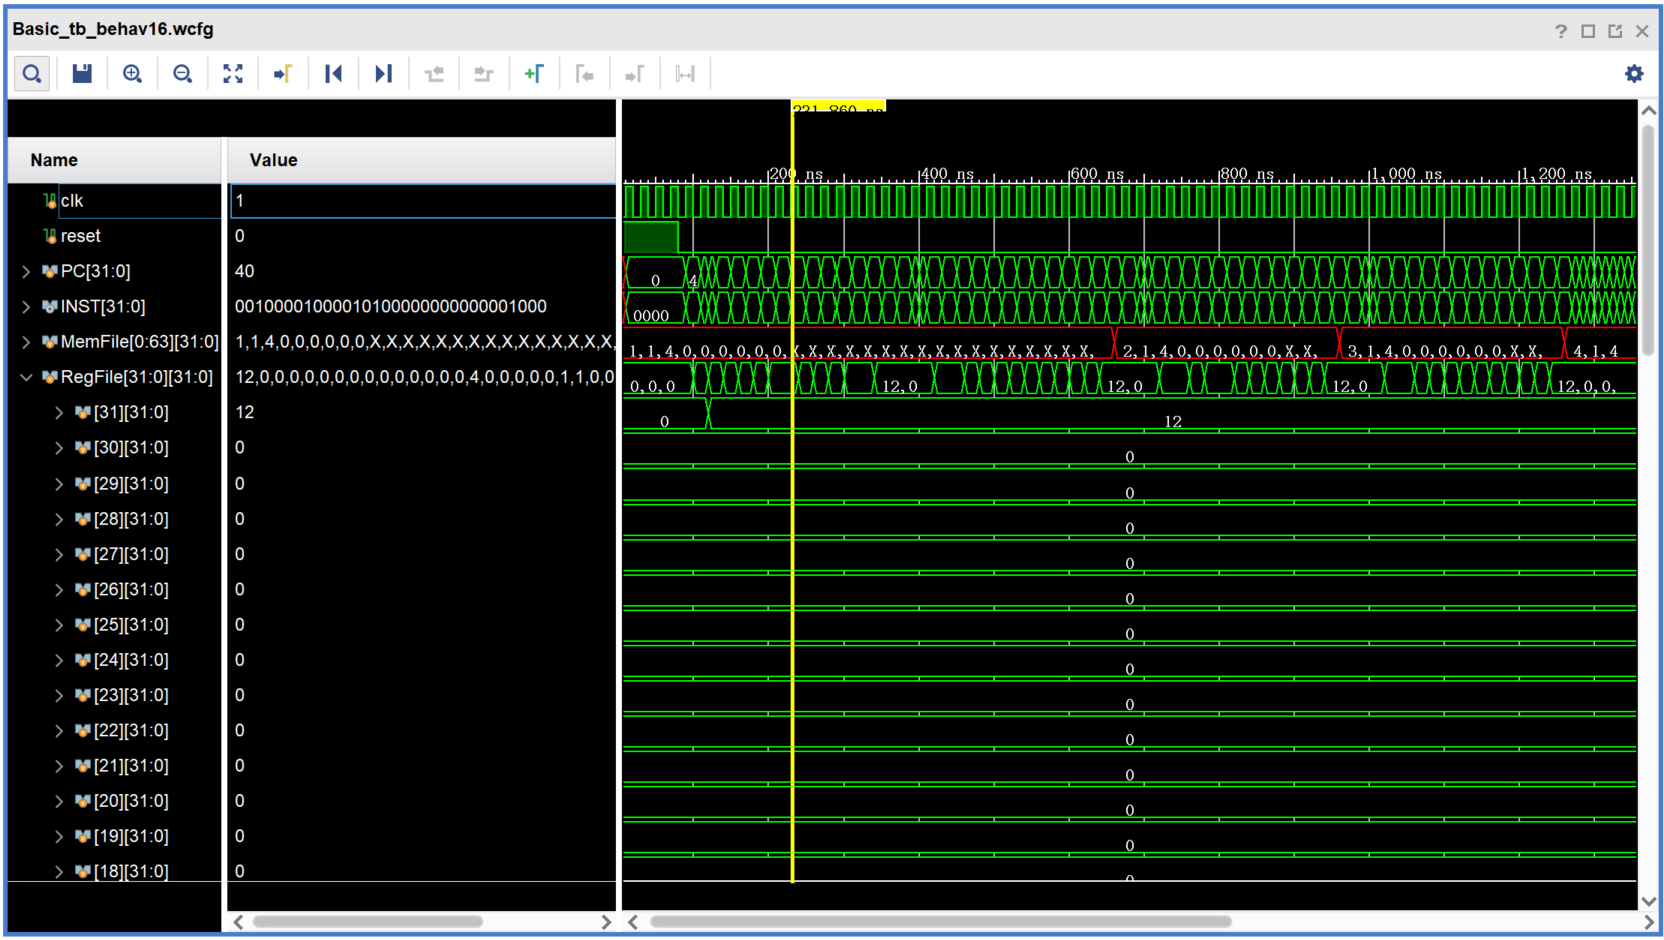 Basic_tb_behav16.wcfg
?
Name Value
221.860 ns
200 ns 400 ns 600 ns 800 ns 1,000 ns 1,200 ns
clk 1
reset 0
PC[31:0] 40 0 4
INST[31:0] 00100001000010100000000000001000 0000
MemFile[0:63][31:0] 1,1,4,0,0,0,0,0,0,X,X,X,X,X,X,X,X,X,X,X,X,X,X,X, 1,1,4,0,0,0,0,0,0,X,X,X,X,X,X,X,X,X,X,X,X,X,X,X, 2,1,4,0,0,0,0,0,0,X,X, 3,1,4,0,0,0,0,0,0,X,X, 4,1,4
RegFile[31:0][31:0] 12,0,0,0,0,0,0,0,0,0,0,0,0,0,0,4,0,0,0,0,0,1,1,0,0 0,0,0 12,0 12,0 12,0 12,0,0,
[31][31:0] 12 0 12
[30][31:0] 0 0
[29][31:0] 0 0
[28][31:0] 0 0
[27][31:0] 0 0
[26][31:0] 0 0
[25][31:0] 0 0
[24][31:0] 0 0
[23][31:0] 0 0
[22][31:0] 0 0
[21][31:0] 0 0
[20][31:0] 0 0
[19][31:0] 0 0
[18][31:0] 0 0